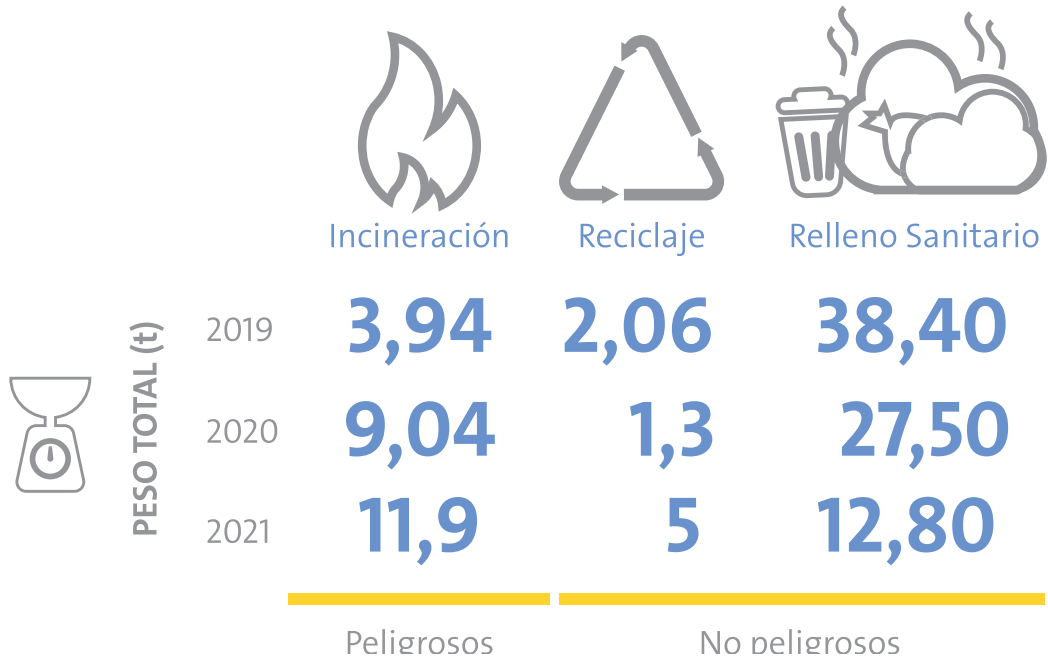 Incineración Reciclaje Relleno Sanitario
PESO TOTAL (t)
2019 3,94 2,06 38,40
2020 9,04 1,3 27,50
2021 11,9 5 12,80
Peligrosos No peligrosos